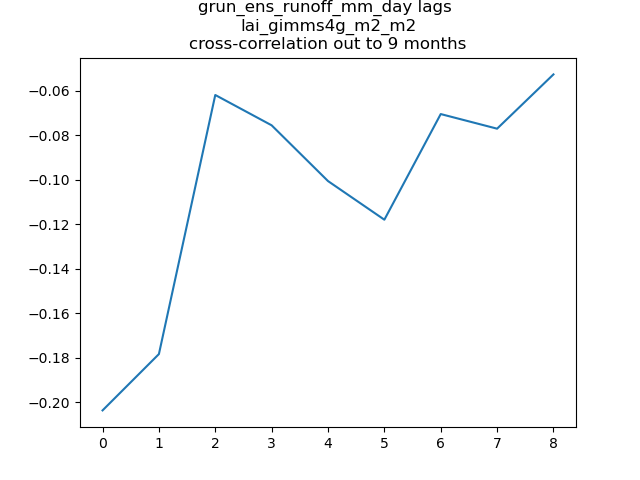 grun_ens_runoff_mm_day lags
lai_gimms4g_m2_m2
cross-correlation out to 9 months
−0.06
−0.08
−0.10
−0.12
−0.14
−0.16
−0.18
−0.20
0 1 2 3 4 5 6 7 8